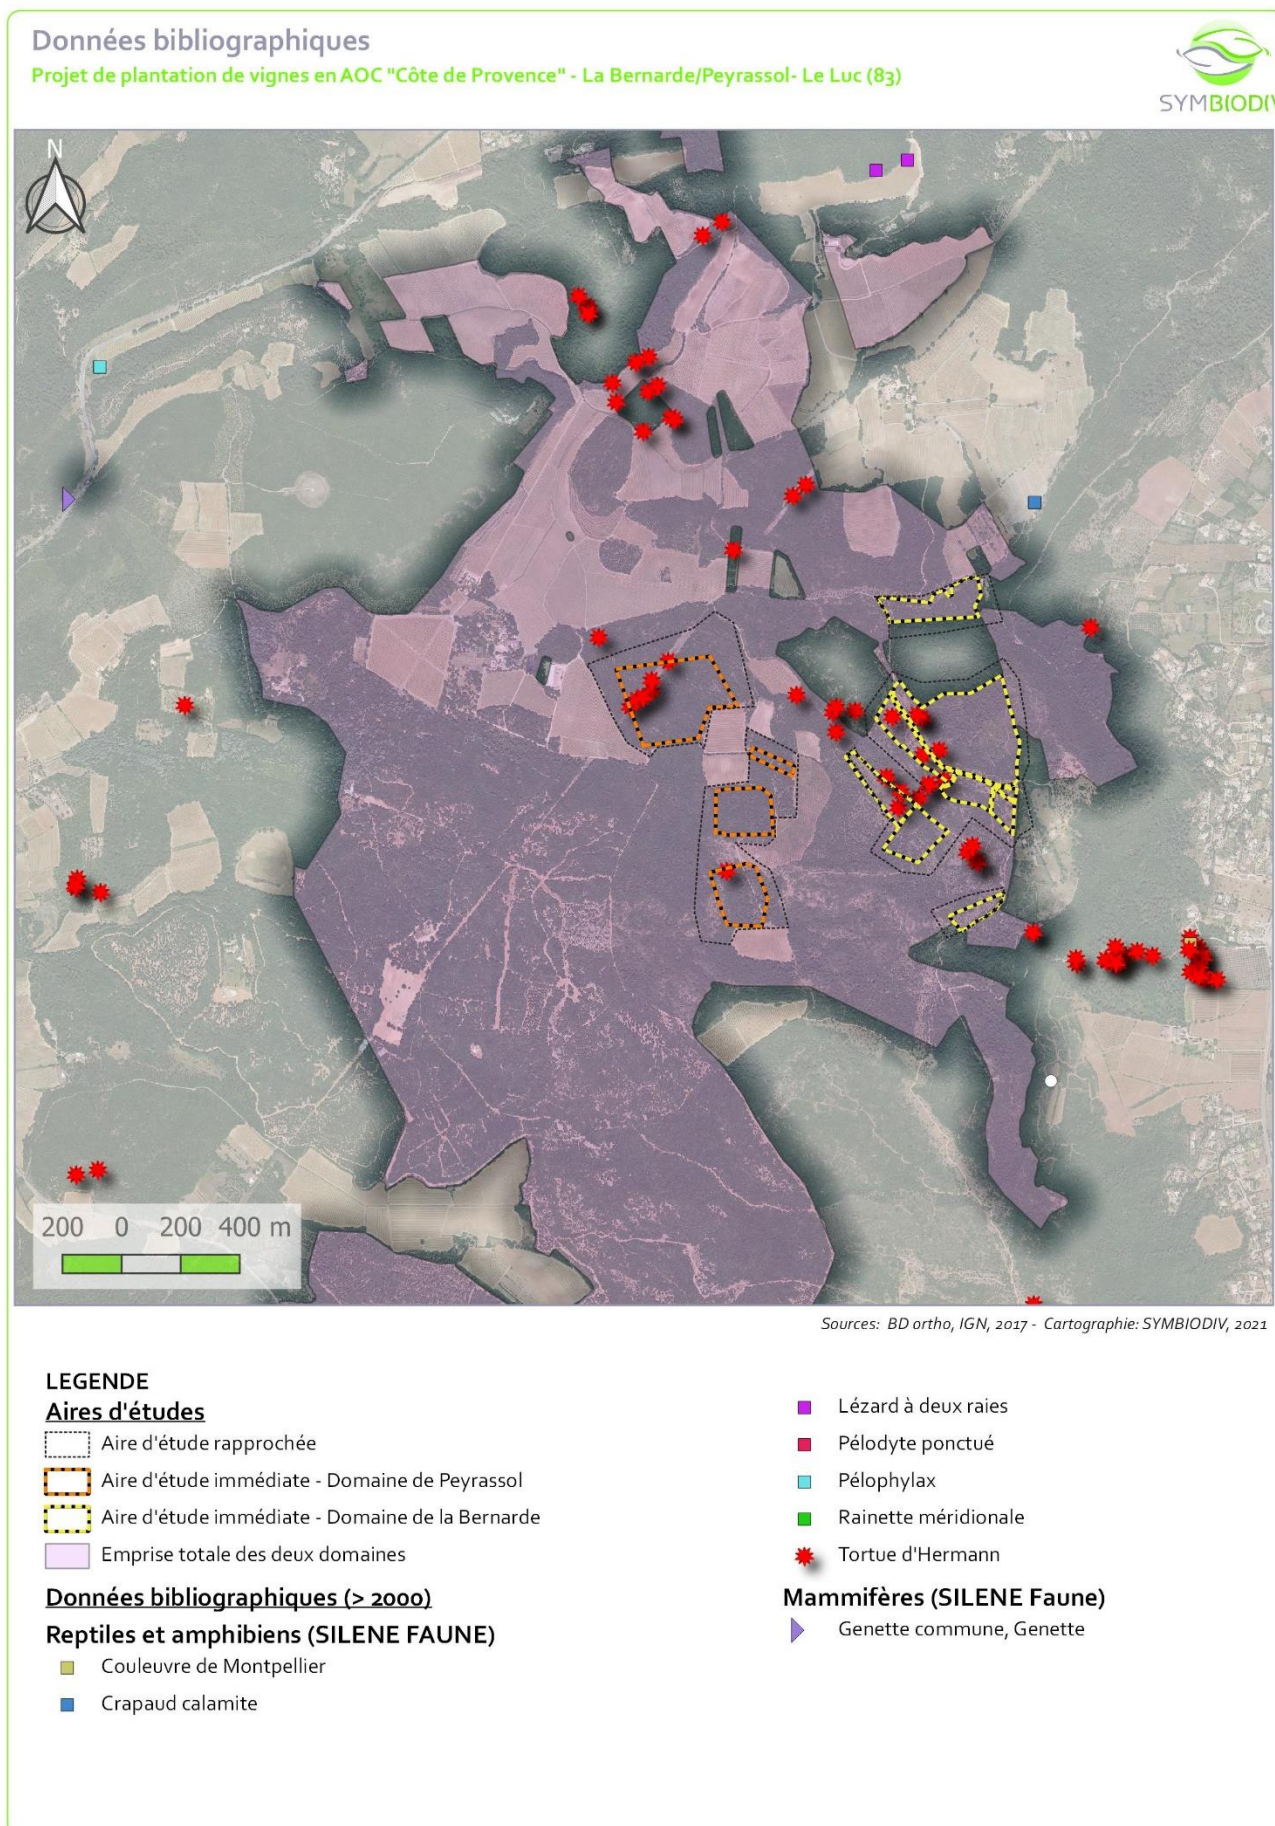 Données bibliographiques
Projet de plantation de vignes en AOC "Côte de Provence" - La Bernarde/Peyrassol- Le Luc (83)
SYMBIODIV
N
200 0 200 400 m
Sources: BD ortho, IGN, 2017 - Cartographie: SYMBIODIV, 2021
LEGENDE
Aires d'études
Aire d'étude rapprochée
Aire d'étude immédiate - Domaine de Peyrassol
Aire d'étude immédiate - Domaine de la Bernarde
Emprise totale des deux domaines
Données bibliographiques (> 2000)
Reptiles et amphibiens (SILENE FAUNE)
Couleuvre de Montpellier
Crapaud calamite
Lézard à deux raies
Pélodyte ponctué
Pélophylax
Rainette méridionale
Tortue d'Hermann
Mammifères (SILENE Faune)
Genette commune, Genette